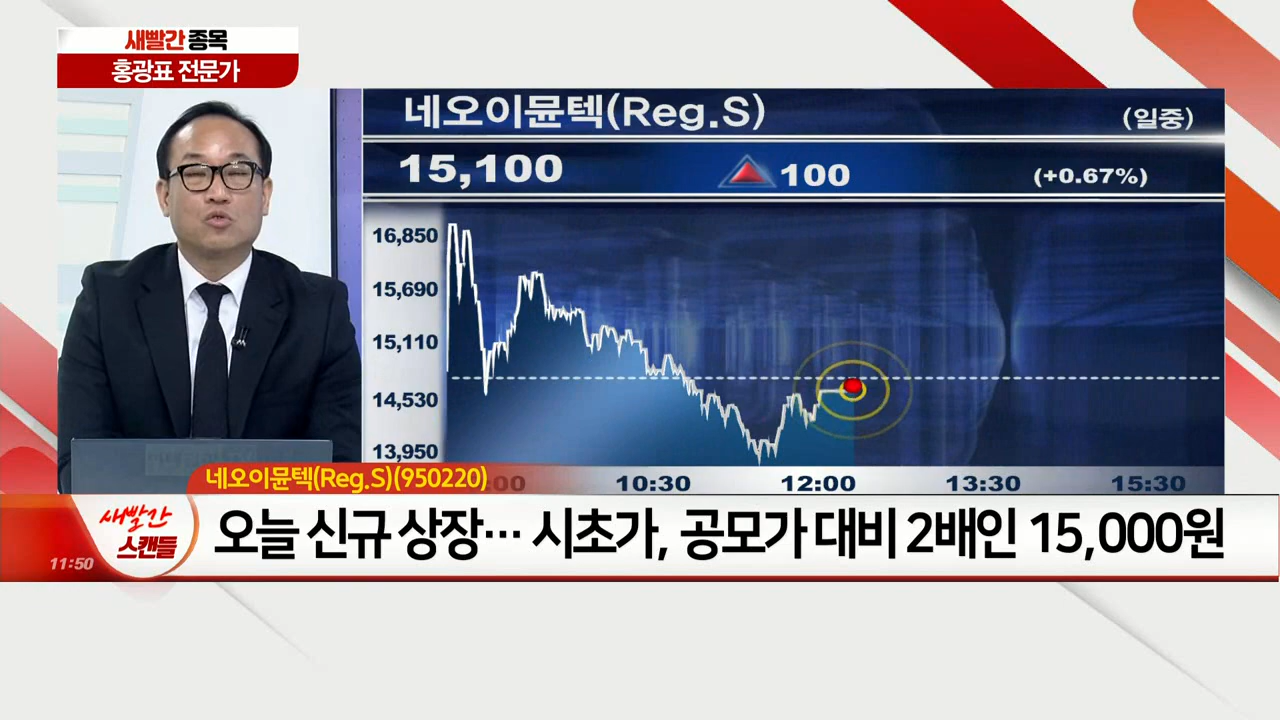 새빨간 종목
홍광표 전문가
네오이뮨텍(Reg.S)
(일중)
15,100
100
(+0.67%)
16,850
15,690
15,110
14,530
13,950
10:30
12:00
13:30
15:30
네오이뮨텍(Reg.S)(950220)
새빨간
스캔들
오늘 신규 상장… 시초가, 공모가 대비 2배인 15,000원
11:50